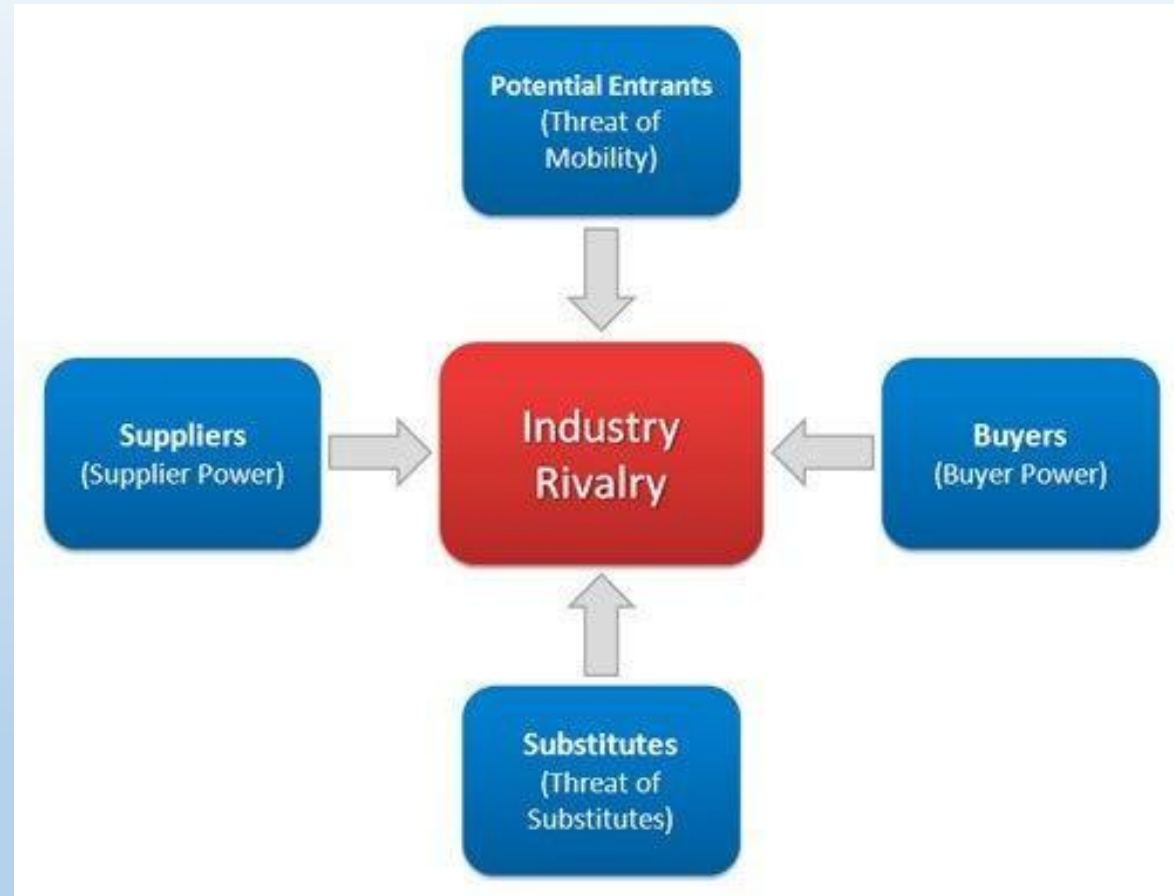 Potential Entrants
(Threat of
Mobility)
Suppliers
(Supplier Power)
Industry
Rivalry
Buyers
(Buyer Power)
Substitutes
(Threat of
Substitutes)